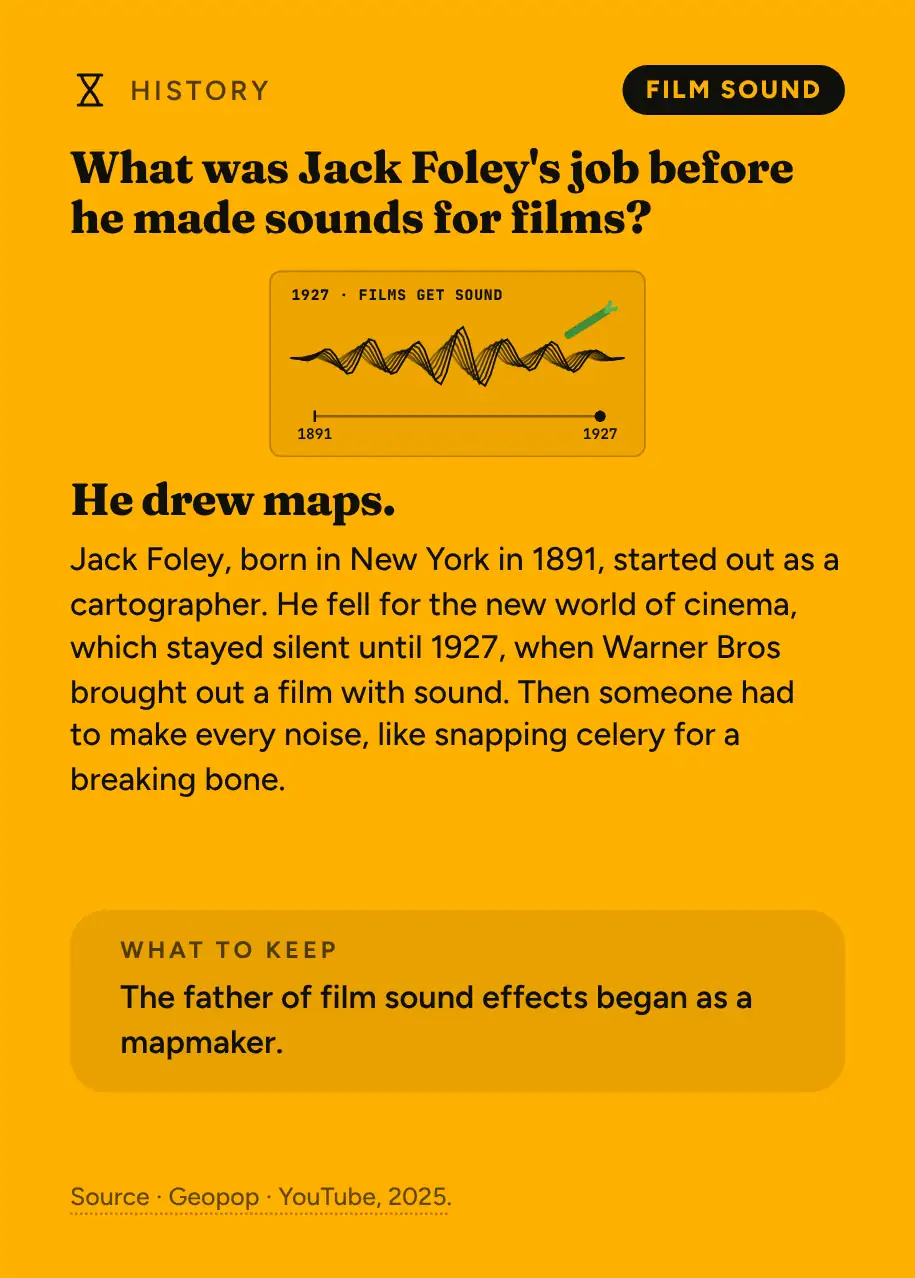 HISTORY
FILM SOUND
What was Jack Foley's job before
he made sounds for films?
1927 · FILMS GET SOUND
1891
1927
He drew maps.
Jack Foley, born in New York in 1891, started out as a
cartographer. He fell for the new world of cinema,
which stayed silent until 1927, when Warner Bros
brought out a film with sound. Then someone had
to make every noise, like snapping celery for a
breaking bone.
WHAT TO KEEP
The father of film sound effects began as a
mapmaker.
Source · Geopop · YouTube, 2025.